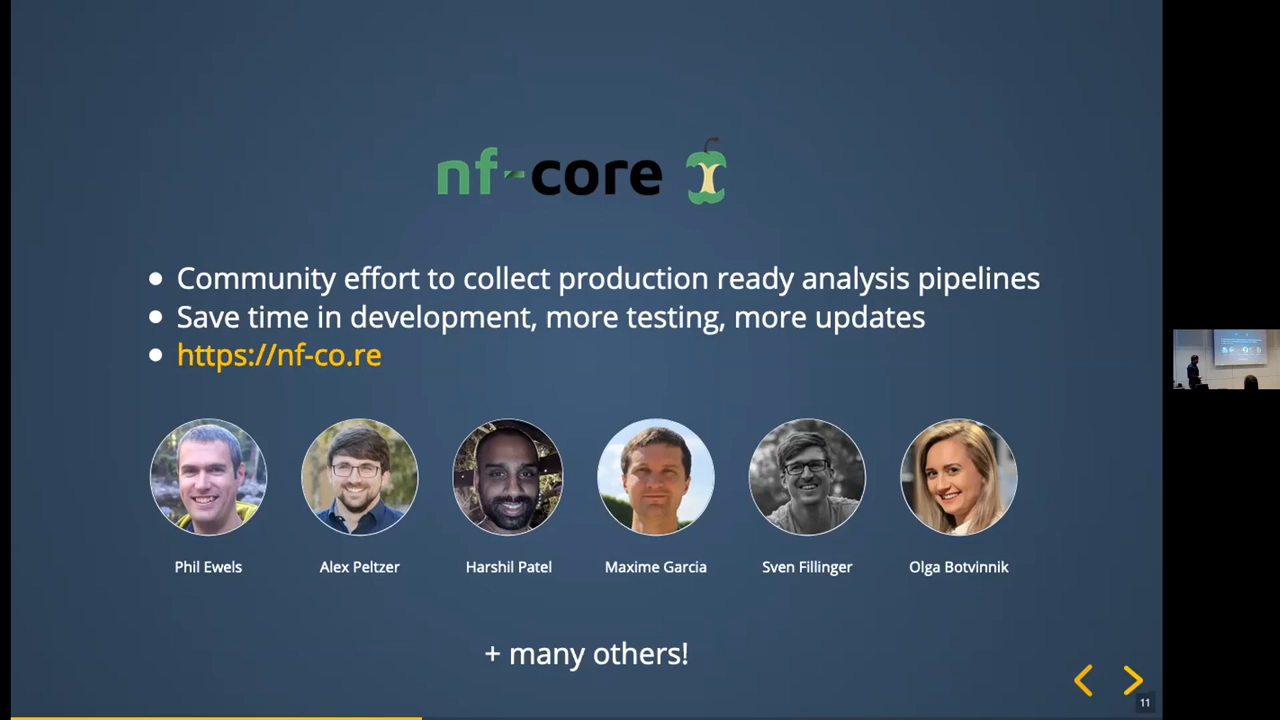 nf-core
Community effort to collect production ready analysis pipelines
Save time in development, more testing, more updates
https://nf-co.re
Phil Ewels
Alex Peltzer
Harshil Patel
Maxime Garcia
Sven Fillinger
Olga Botvinnik
+ many others!
11